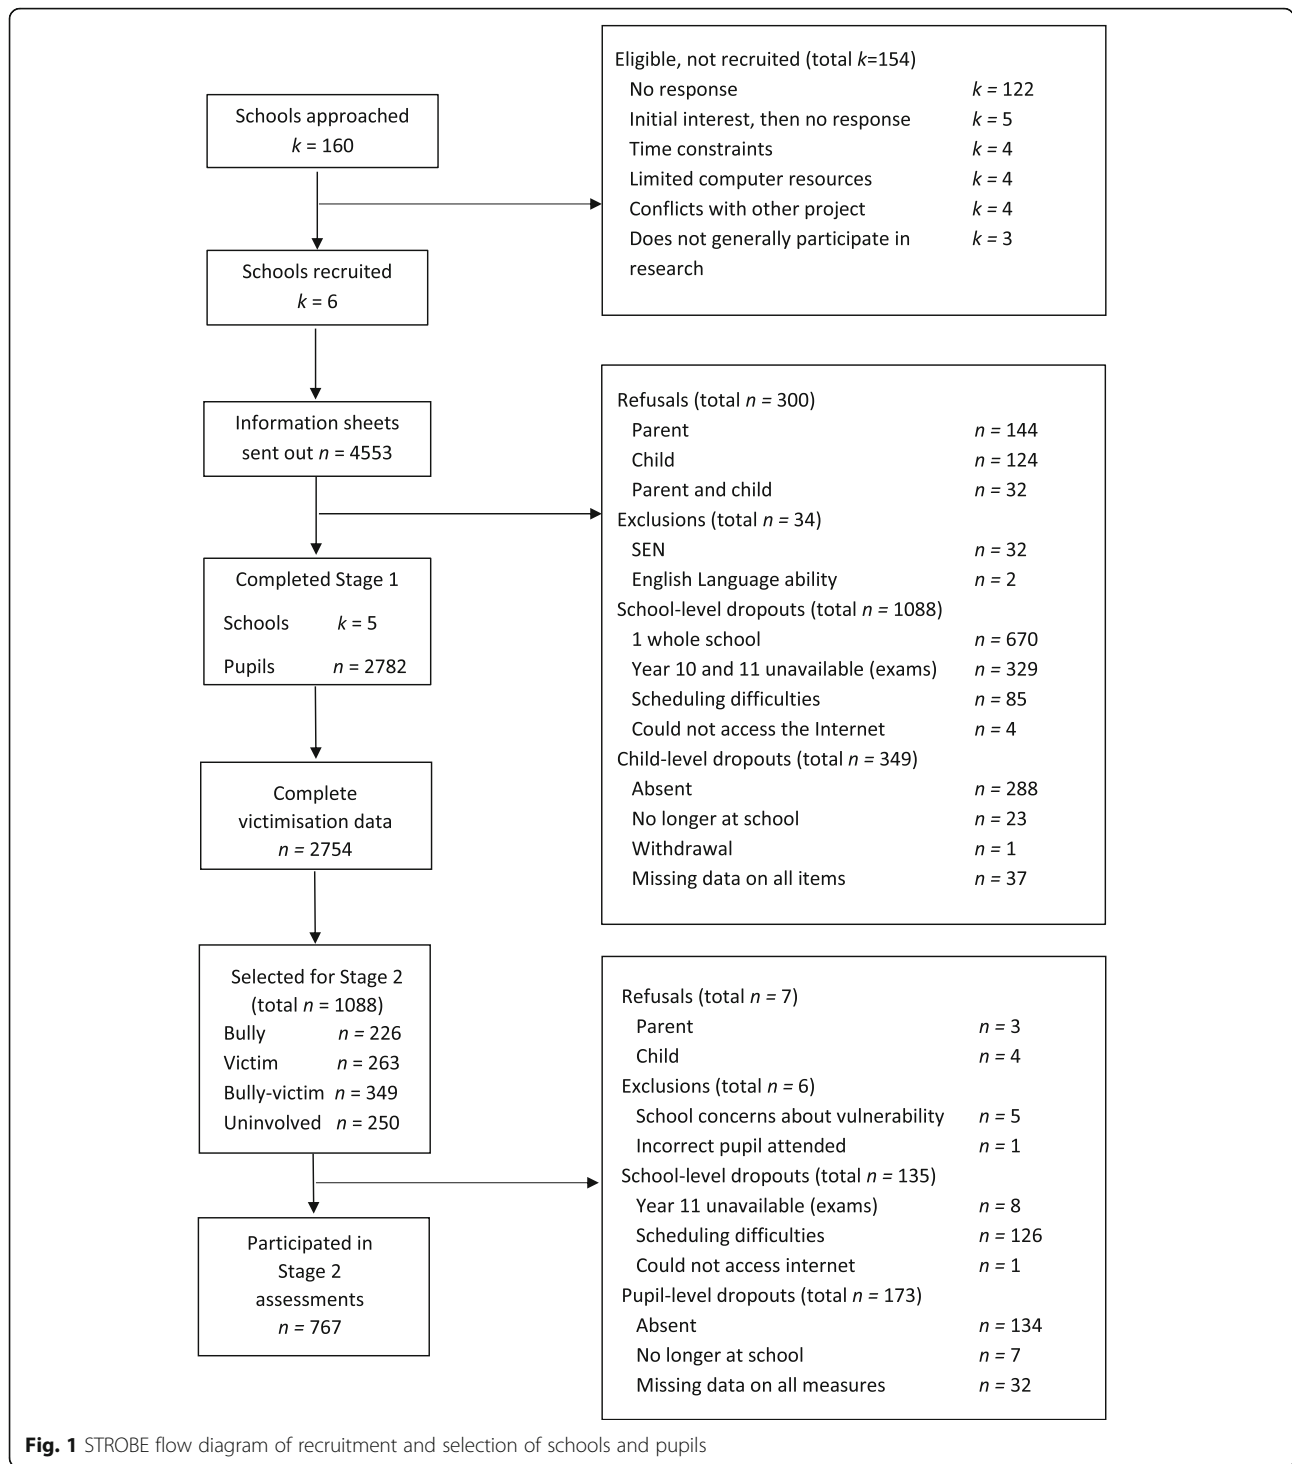 Schools approached
k = 160
Eligible, not recruited (total k=154)
No response k = 122
Initial interest, then no response k = 5
Time constraints k = 4
Limited computer resources k = 4
Conflicts with other project k = 4
Does not generally participate in k = 3
research
Schools recruited
k = 6
Information sheets
sent out n = 4553
Refusals (total n = 300)
Parent n = 144
Child n = 124
Parent and child n = 32
Exclusions (total n = 34)
SEN n = 32
English Language ability n = 2
School-level dropouts (total n = 1088)
1 whole school n = 670
Year 10 and 11 unavailable (exams) n = 329
Scheduling difficulties n = 85
Could not access the Internet n = 4
Child-level dropouts (total n = 349)
Absent n = 288
No longer at school n = 23
Withdrawal n = 1
Missing data on all items n = 37
Completed Stage 1
Schools k = 5
Pupils n = 2782
Complete
victimisation data
n = 2754
Selected for Stage 2
(total n = 1088)
Bully n = 226
Victim n = 263
Bully-victim n = 349
Uninvolved n = 250
Refusals (total n = 7)
Parent n = 3
Child n = 4
Exclusions (total n = 6)
School concerns about vulnerability n = 5
Incorrect pupil attended n = 1
School-level dropouts (total n = 135)
Year 11 unavailable (exams) n = 8
Scheduling difficulties n = 126
Could not access internet n = 1
Pupil-level dropouts (total n = 173)
Absent n = 134
No longer at school n = 7
Missing data on all measures n = 32
Participated in
Stage 2
assessments
n = 767
Fig. 1 STROBE flow diagram of recruitment and selection of schools and pupils